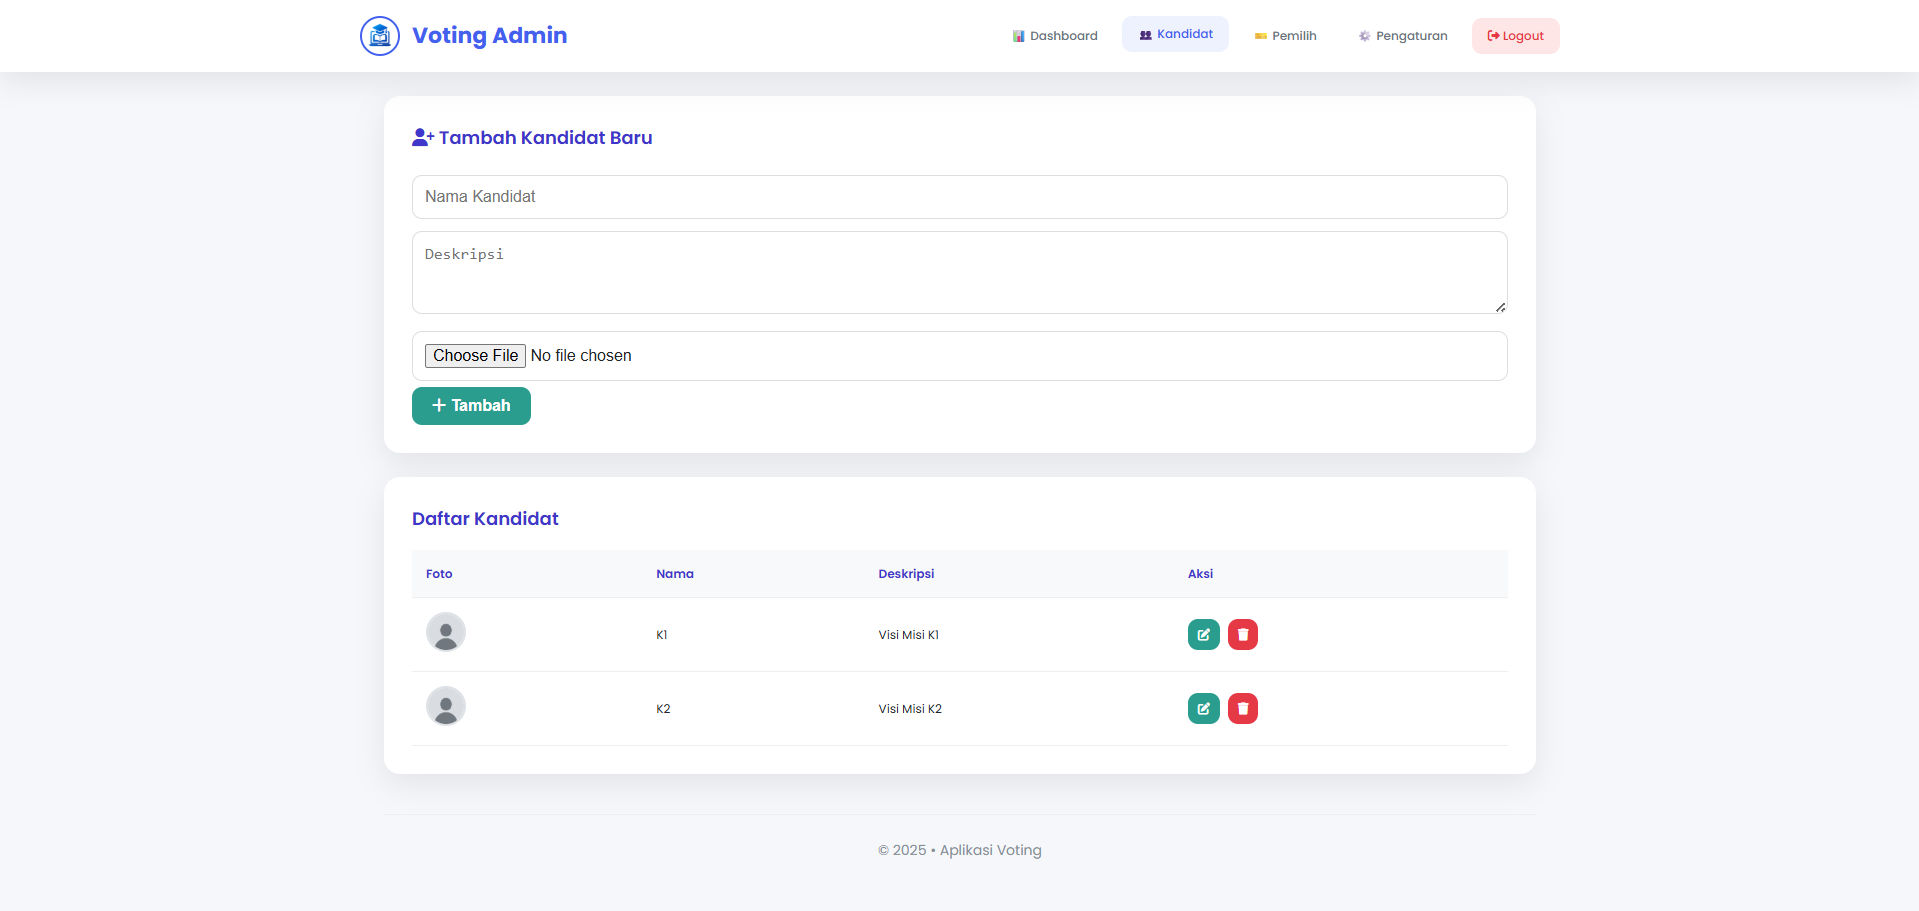 Voting Admin
Dashboard
Kandidat
Pemilih
Pengaturan
Logout
Tambah Kandidat Baru
Nama Kandidat
Deskripsi
Choose File No file chosen
+ Tambah
Daftar Kandidat
Foto Nama Deskripsi Aksi
K1 Visi Misi K1
K2 Visi Misi K2
© 2025 • Aplikasi Voting